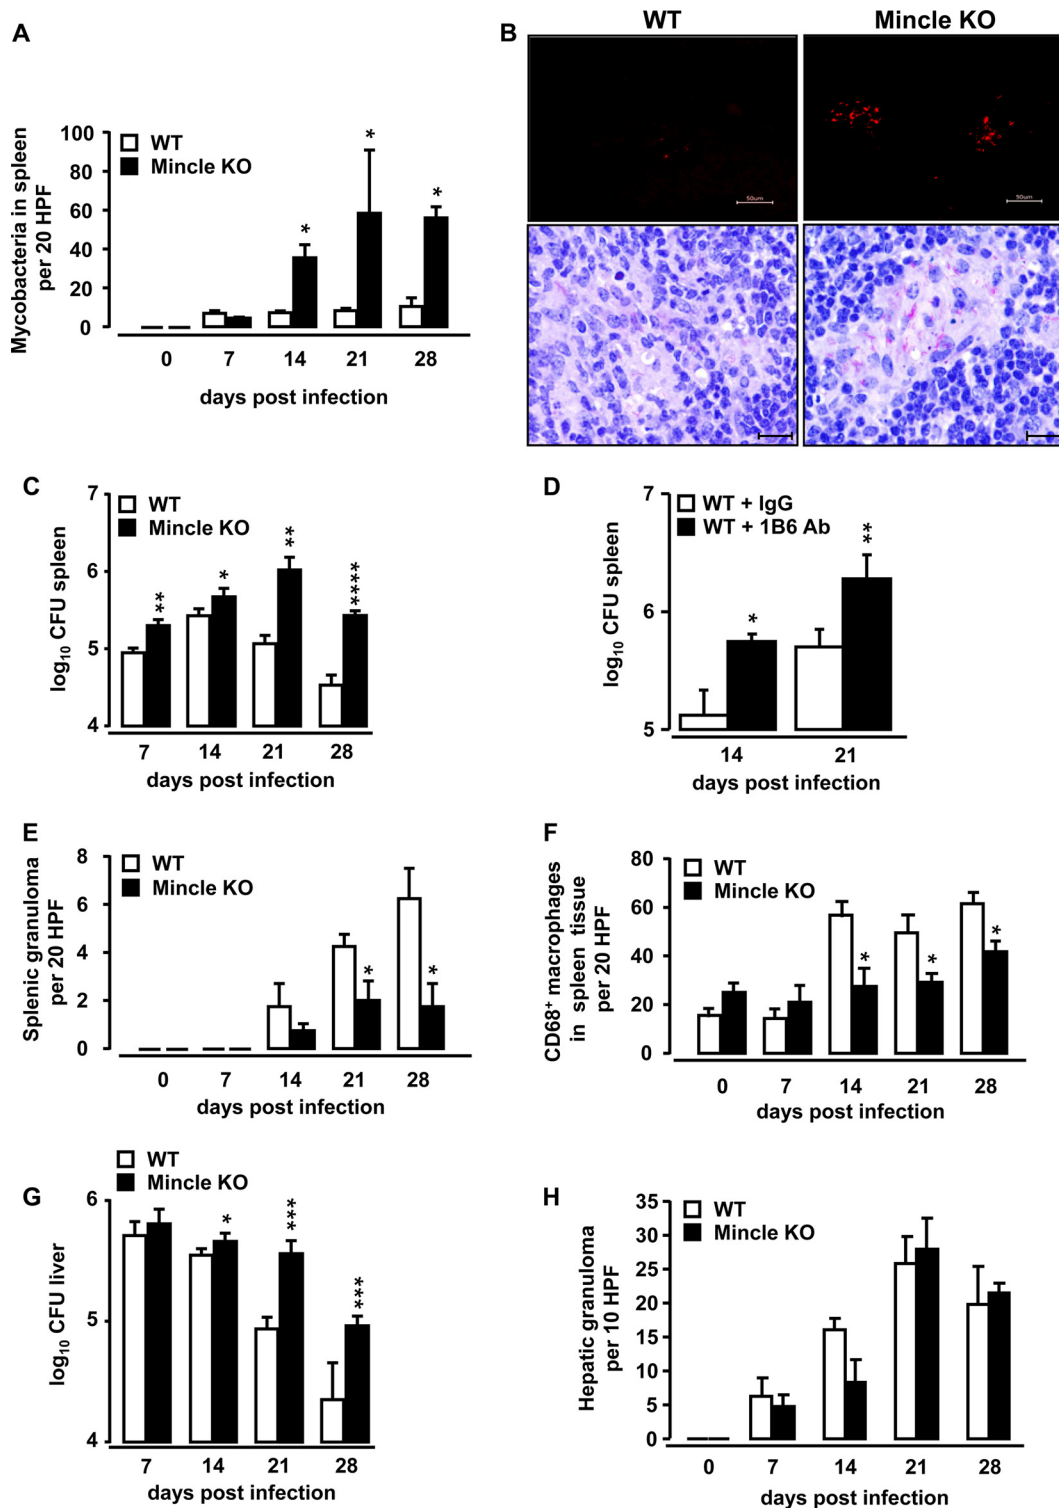 A
WT
Mincle KO
Mycobacteria in spleen
per 20 HPF
100
80
60
40
20
0
*
*
*
0 7 14 21 28
days post infection
B
WT Mincle KO
50um
50um
C
WT
Mincle KO
log10 CFU spleen
7
6
5
4
**
*
**
****
7 14 21 28
days post infection
D
WT + IgG
WT + 1B6 Ab
log10 CFU spleen
7
6
5
*
**
14 21
days post infection
E
WT
Mincle KO
Splenic granuloma
per 20 HPF
8
6
4
2
0
*
*
0 7 14 21 28
days post infection
F
WT
Mincle KO
CD68+ macrophages
in spleen tissue
per 20 HPF
80
60
40
20
0
*
*
*
0 7 14 21 28
days post infection
G
WT
Mincle KO
log10 CFU liver
6
5
4
*
***
***
7 14 21 28
days post infection
H
WT
Mincle KO
Hepatic granuloma
per 10 HPF
35
30
25
20
15
10
5
0
0 7 14 21 28
days post infection